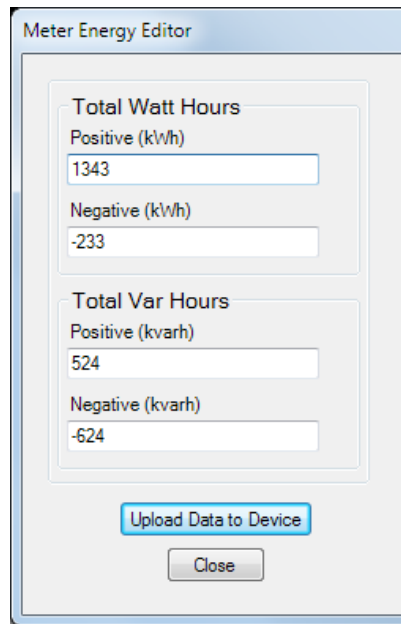 Meter Energy Editor
Total Watt Hours
Positive (kWh)
1343
Negative (kWh)
-233
Total Var Hours
Positive (kvarh)
524
Negative (kvarh)
-624
Upload Data to Device
Close